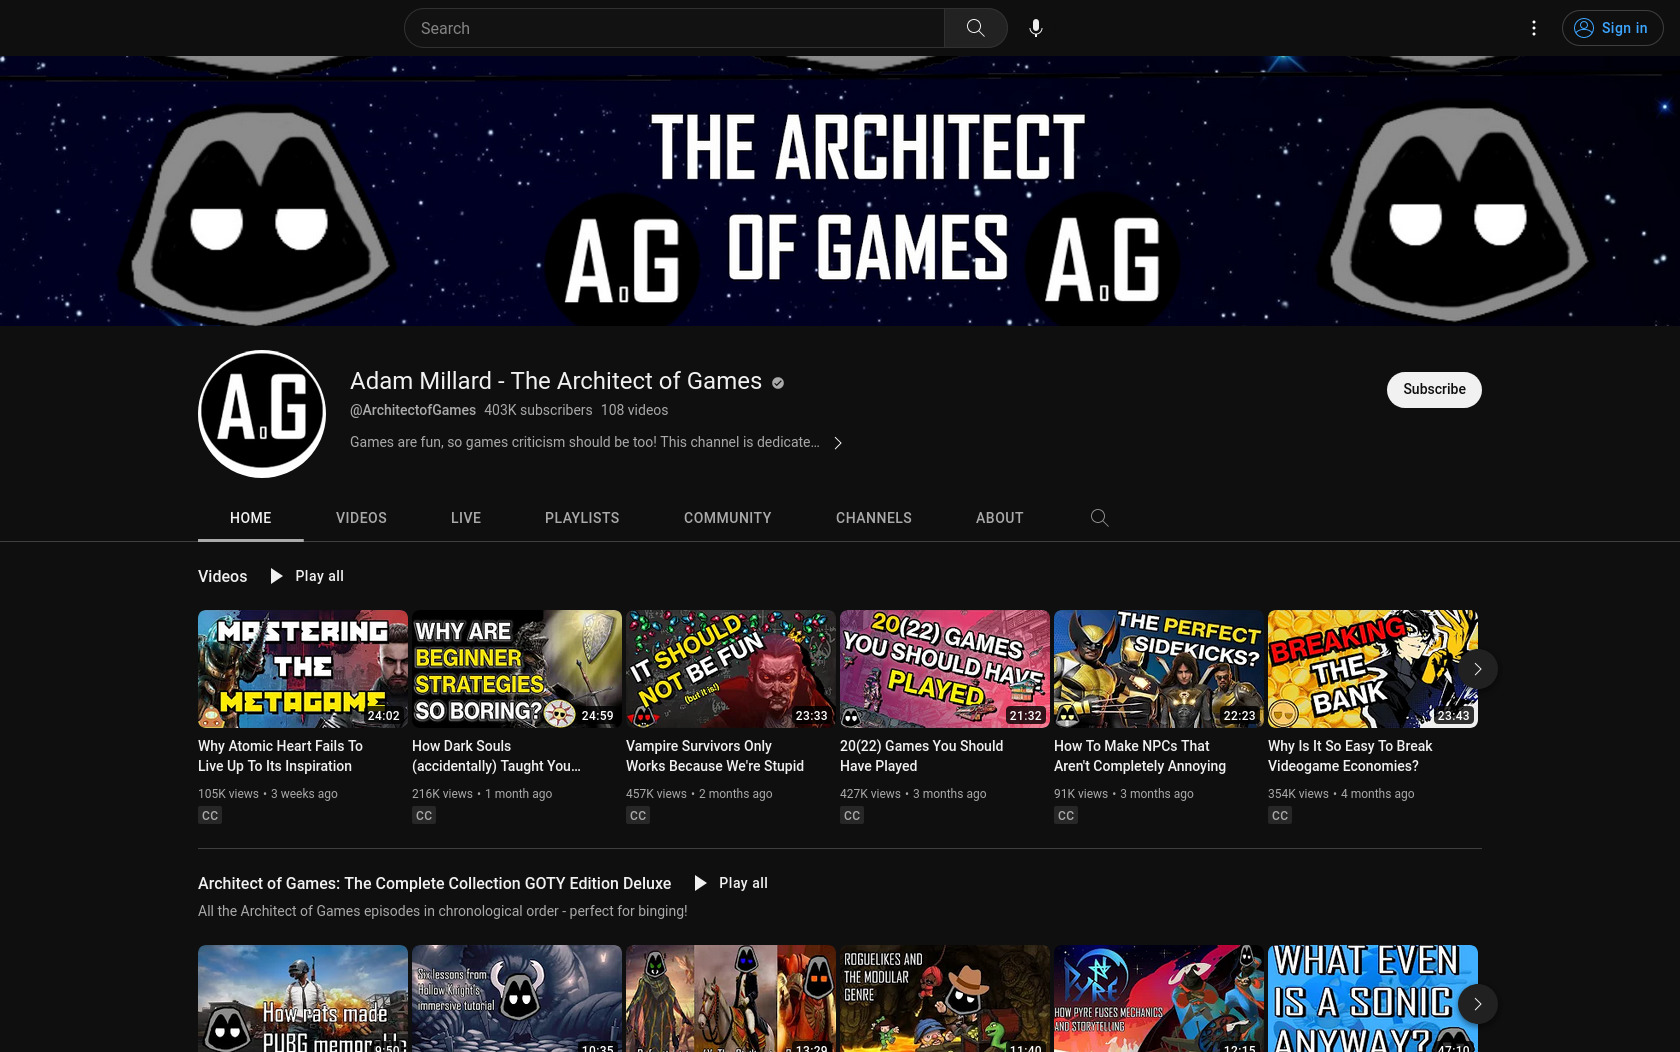 Search
Sign in
THE ARCHITECT
OF GAMES
A.G
A.G
A.G
Adam Millard - The Architect of Games
@ArchitectofGames 403K subscribers 108 videos
Games are fun, so games criticism should be too! This channel is dedicate...
Subscribe
HOME
VIDEOS
LIVE
PLAYLISTS
COMMUNITY
CHANNELS
ABOUT
Videos
Play all
MASTERING
THE
METAGAME
24:02
Why Atomic Heart Fails To
Live Up To Its Inspiration
105K views • 3 weeks ago
CC
WHY ARE
BEGINNER
STRATEGIES
SO BORING?
24:59
How Dark Souls
(accidentally) Taught You...
216K views • 1 month ago
CC
IT SHOULD
NOT BE FUN
(but it is!)
23:33
Vampire Survivors Only
Works Because We're Stupid
457K views • 2 months ago
CC
20(22) GAMES
YOU SHOULD HAVE
PLAYED
21:32
20(22) Games You Should
Have Played
427K views • 3 months ago
CC
THE PERFECT
SIDEKICKS?
22:23
How To Make NPCs That
Aren't Completely Annoying
91K views • 3 months ago
CC
BREAKING
THE
BANK
23:43
Why Is It So Easy To Break
Videogame Economies?
354K views • 4 months ago
CC
Architect of Games: The Complete Collection GOTY Edition Deluxe
Play all
All the Architect of Games episodes in chronological order - perfect for binging!
How rats made
PUBG memorable
9:50
Six lessons from
Hollow Knight's
immersive tutorial
10:35
13:29
ROGUELIKES AND
THE MODULAR
GENRE
11:40
PYRE
HOW PYRE FUSES MECHANICS
AND STORYTELLING
12:15
WHAT EVEN
IS A SONIC
ANYWAY?
47:10